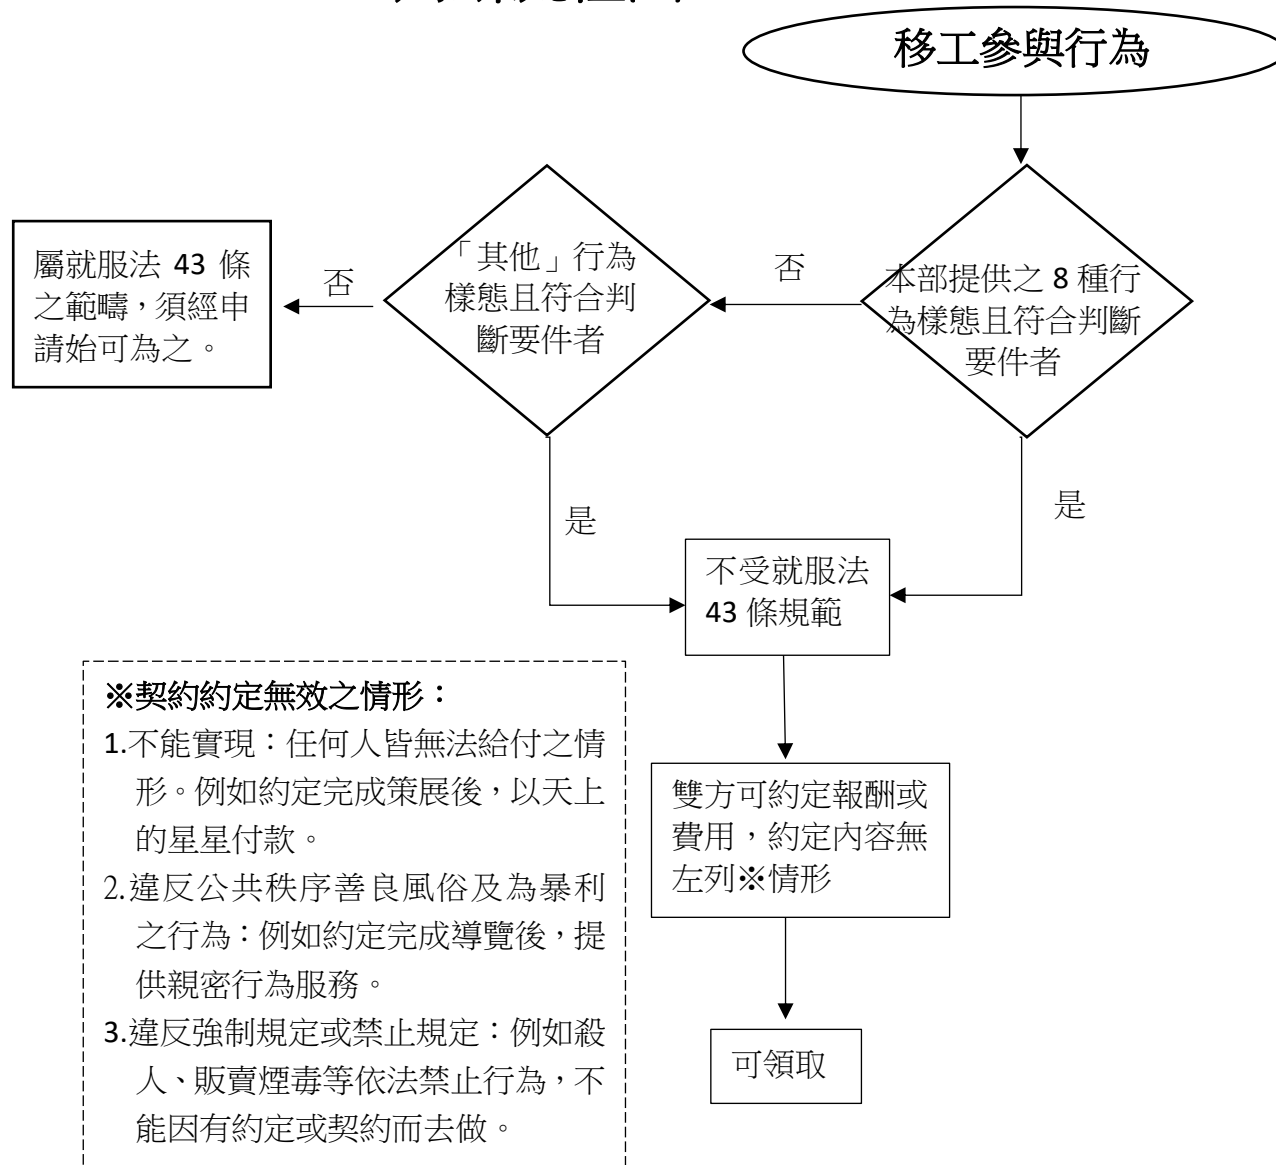 移工參與行為
本部提供之 8 種行
為樣態且符合判斷
要件者
否
「其他」行為
樣態且符合判
斷要件者
否
屬就服法 43 條
之範疇，須經申
請始可為之。
是
是
不受就服法
43 條規範
雙方可約定報酬或
費用，約定內容無
左列※情形
可領取
※契約約定無效之情形：
1.不能實現：任何人皆無法給付之情
形。例如約定完成策展後，以天上
的星星付款。
2.違反公共秩序善良風俗及為暴利
之行為：例如約定完成導覽後，提
供親密行為服務。
3.違反強制規定或禁止規定：例如殺
人、販賣煙毒等依法禁止行為，不
能因有約定或契約而去做。